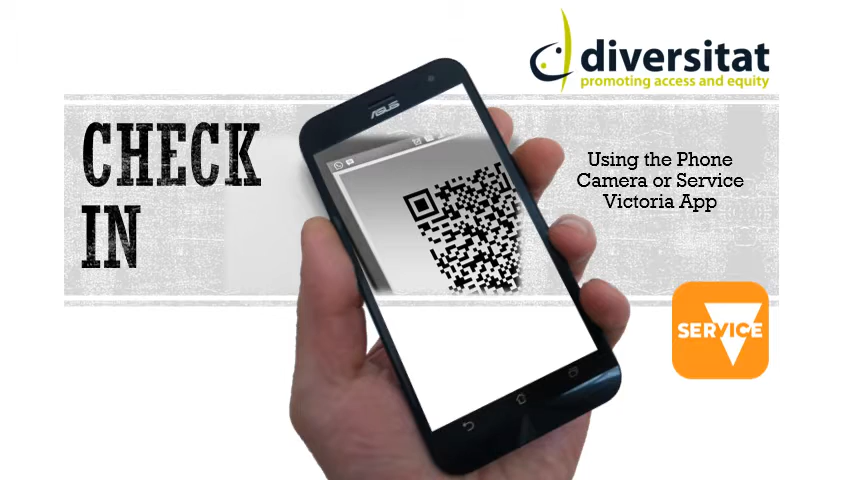 diversitat
promoting access and equity
ASUS
CHECK
IN
Using the Phone
Camera or Service
Victoria App
SERVICE